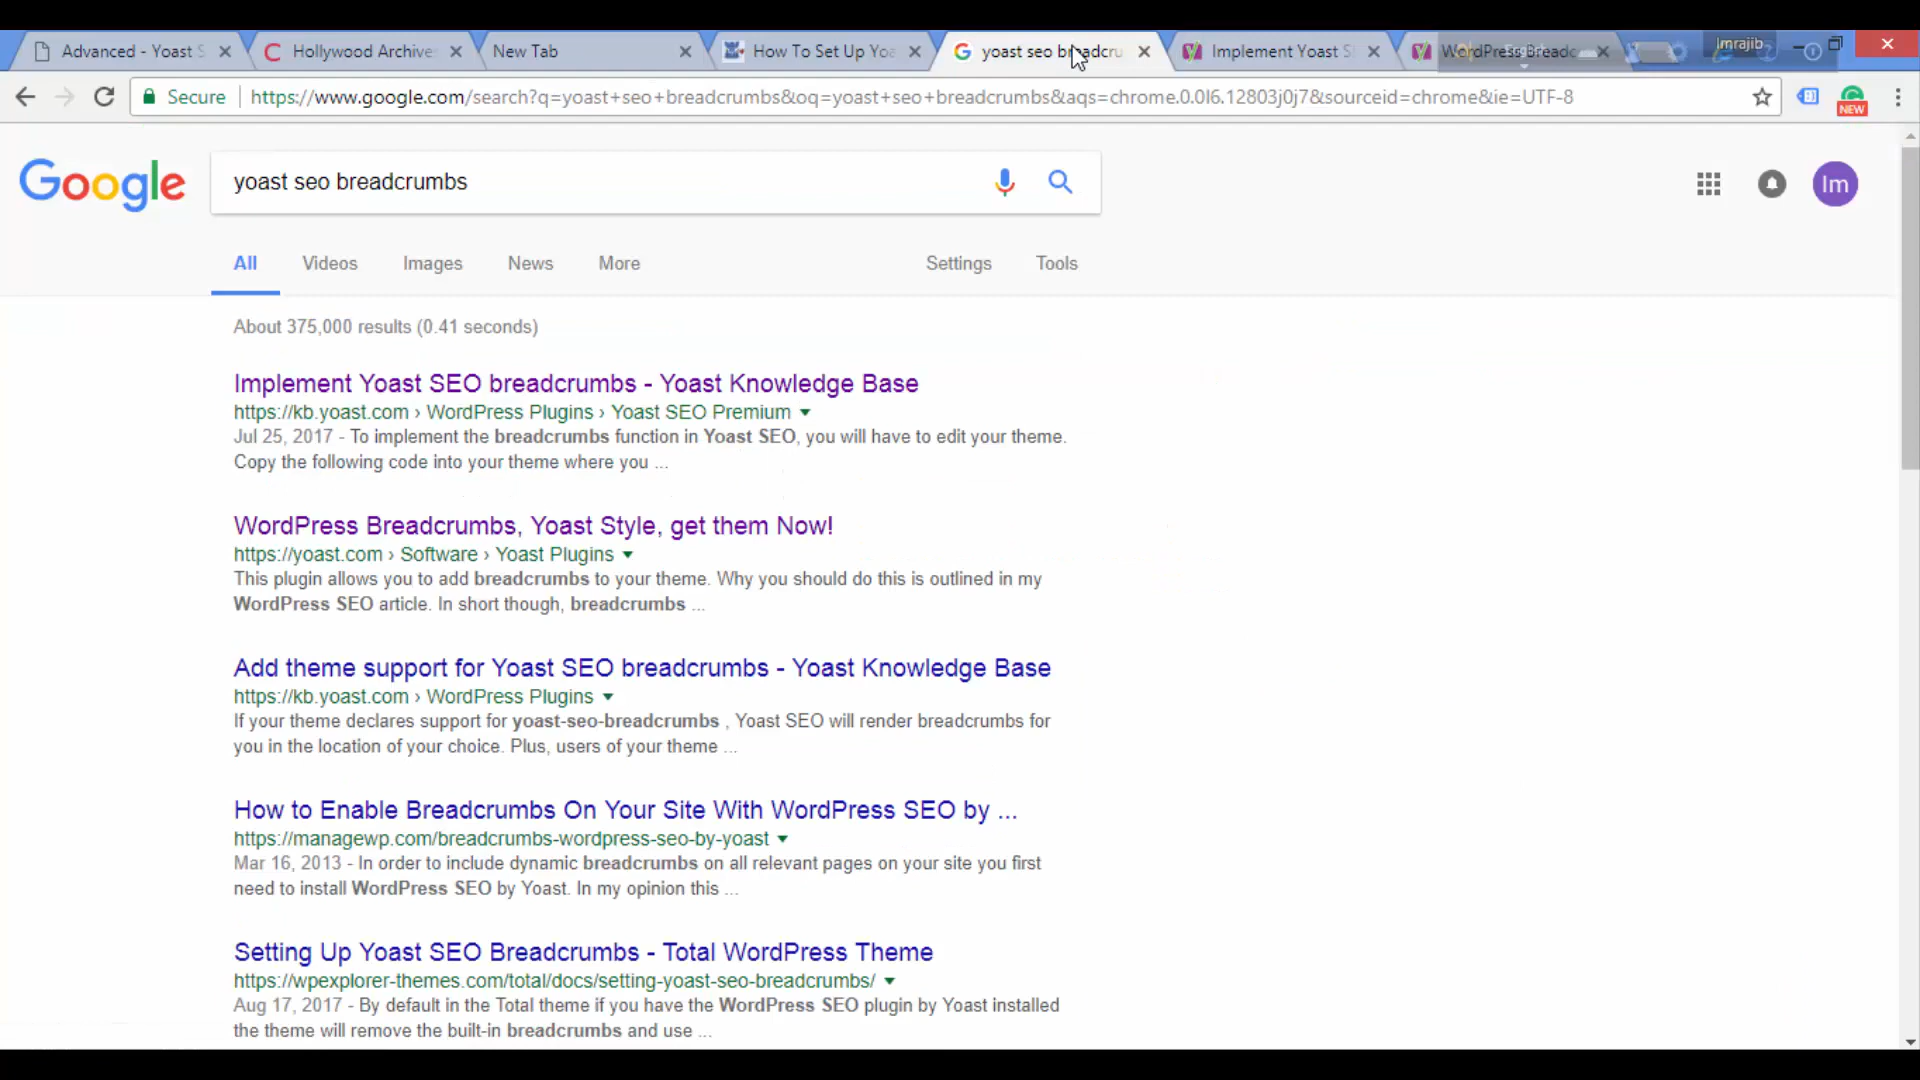 Advanced - Yoast S
Hollywood Archive
New Tab
How To Set Up Yoa
yoast seo breadcru
Implement Yoast S
WordPress Breadc
Imrajib
Secure
https://www.google.com/search?q=yoast+seo+breadcrumbs&oq=yoast+seo+breadcrumbs&aqs=chrome.0.0l6.12803j0j7&sourceid=chrome&ie=UTF-8
NEW
Google
yoast seo breadcrumbs
Im
All
Videos
Images
News
More
Settings
Tools
About 375,000 results (0.41 seconds)
Implement Yoast SEO breadcrumbs - Yoast Knowledge Base
https://kb.yoast.com › WordPress Plugins › Yoast SEO Premium
Jul 25, 2017 - To implement the breadcrumbs function in Yoast SEO, you will have to edit your theme.
Copy the following code into your theme where you ...
WordPress Breadcrumbs, Yoast Style, get them Now!
https://yoast.com › Software › Yoast Plugins
This plugin allows you to add breadcrumbs to your theme. Why you should do this is outlined in my
WordPress SEO article. In short though, breadcrumbs ...
Add theme support for Yoast SEO breadcrumbs - Yoast Knowledge Base
https://kb.yoast.com › WordPress Plugins
If your theme declares support for yoast-seo-breadcrumbs , Yoast SEO will render breadcrumbs for
you in the location of your choice. Plus, users of your theme ...
How to Enable Breadcrumbs On Your Site With WordPress SEO by ...
https://managewp.com/breadcrumbs-wordpress-seo-by-yoast
Mar 16, 2013 - In order to include dynamic breadcrumbs on all relevant pages on your site you first
need to install WordPress SEO by Yoast. In my opinion this ...
Setting Up Yoast SEO Breadcrumbs - Total WordPress Theme
https://wpexplorer-themes.com/total/docs/setting-yoast-seo-breadcrumbs/
Aug 17, 2017 - By default in the Total theme if you have the WordPress SEO plugin by Yoast installed
the theme will remove the built-in breadcrumbs and use ...